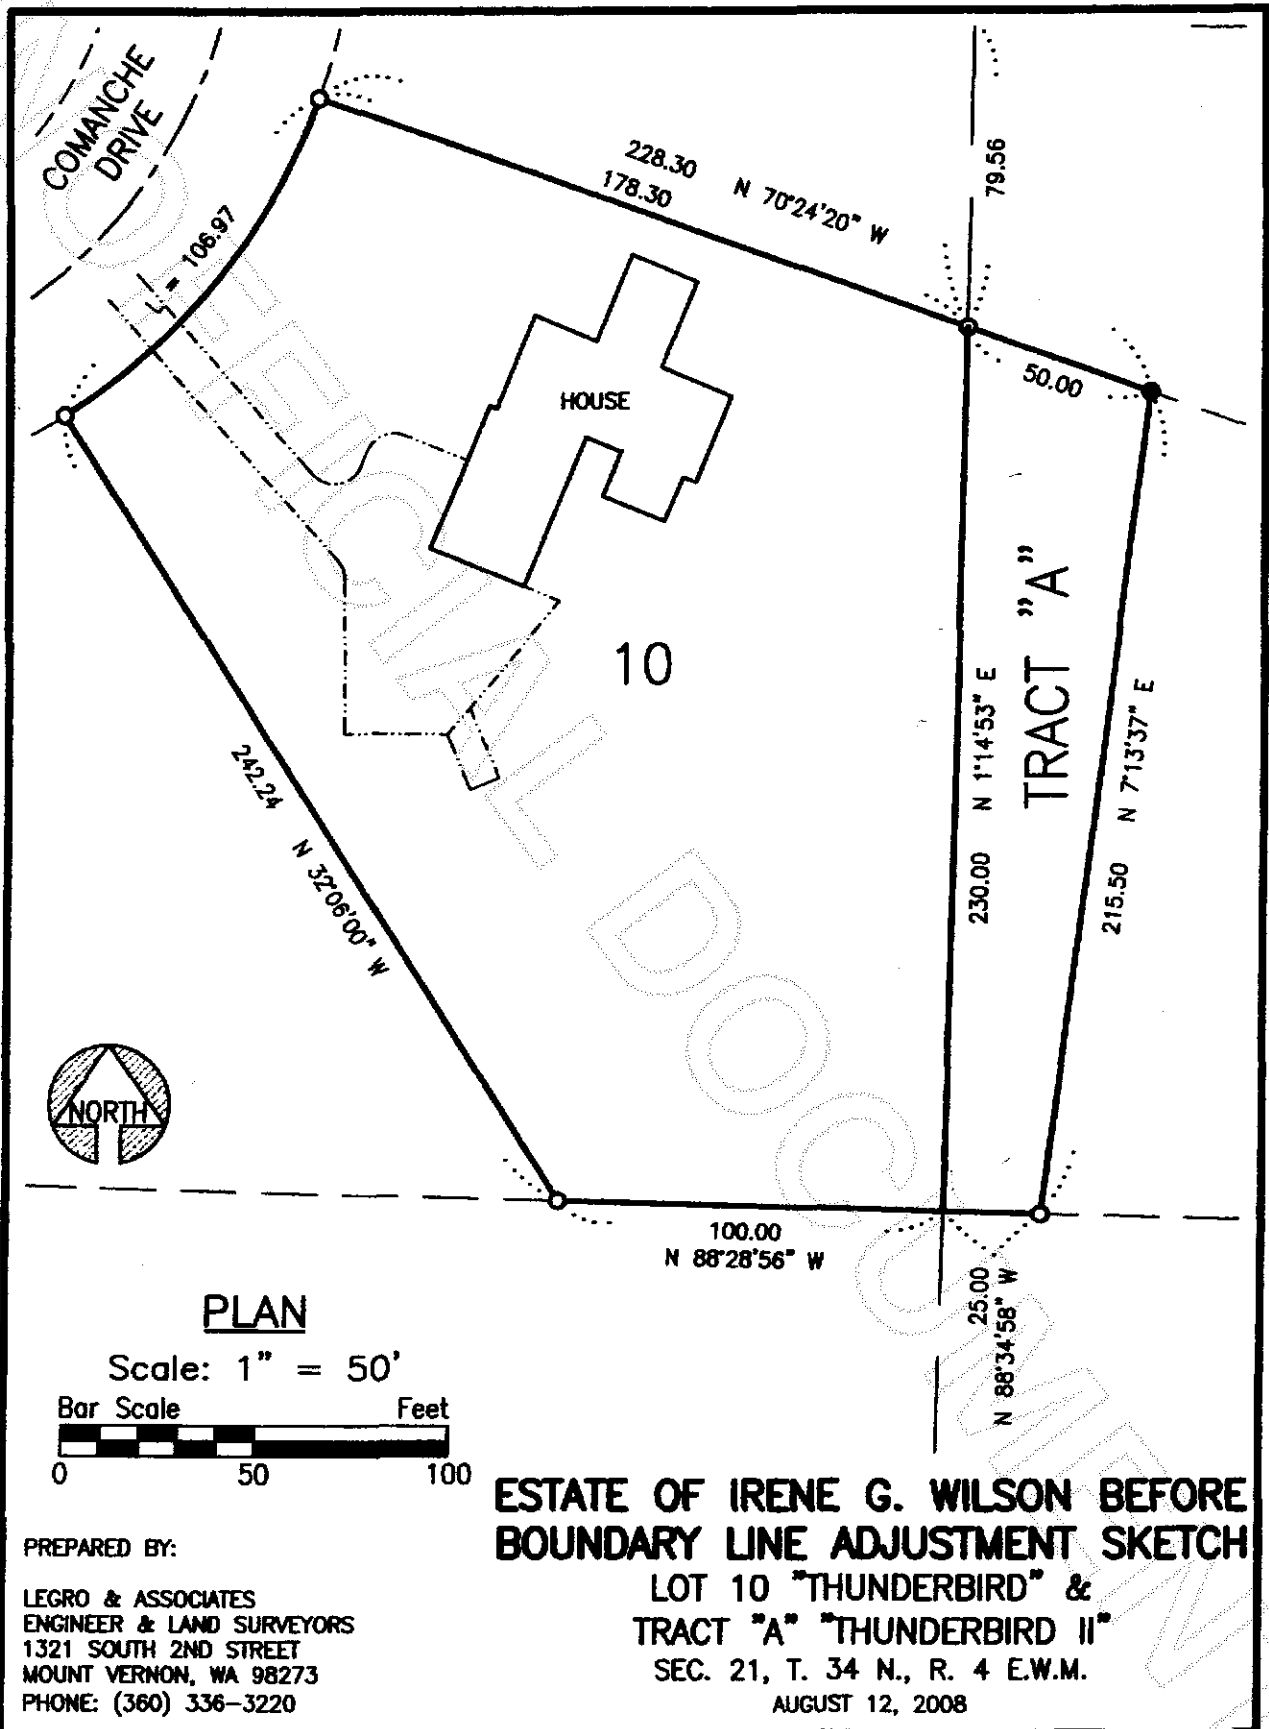 COMANCHE
DRIVE
228.30
178.30
N 70°24'20" W
79.56
L = 106.97
HOUSE
50.00
10
TRACT "A"
230.00 N 1°14'53" E
215.50 N 7°13'37" E
242.24 N 32°06'00" W
NORTH
100.00
N 88°28'56" W
25.00
N 88°34'58" W
PLAN
Scale: 1" = 50'
Bar Scale Feet
0 50 100
ESTATE OF IRENE G. WILSON BEFORE
BOUNDARY LINE ADJUSTMENT SKETCH
LOT 10 "THUNDERBIRD" &
TRACT "A" "THUNDERBIRD II"
SEC. 21, T. 34 N., R. 4 E.W.M.
AUGUST 12, 2008
PREPARED BY:
LEGRO & ASSOCIATES
ENGINEER & LAND SURVEYORS
1321 SOUTH 2ND STREET
MOUNT VERNON, WA 98273
PHONE: (360) 336-3220
UNOFFICIAL DOCUMENT